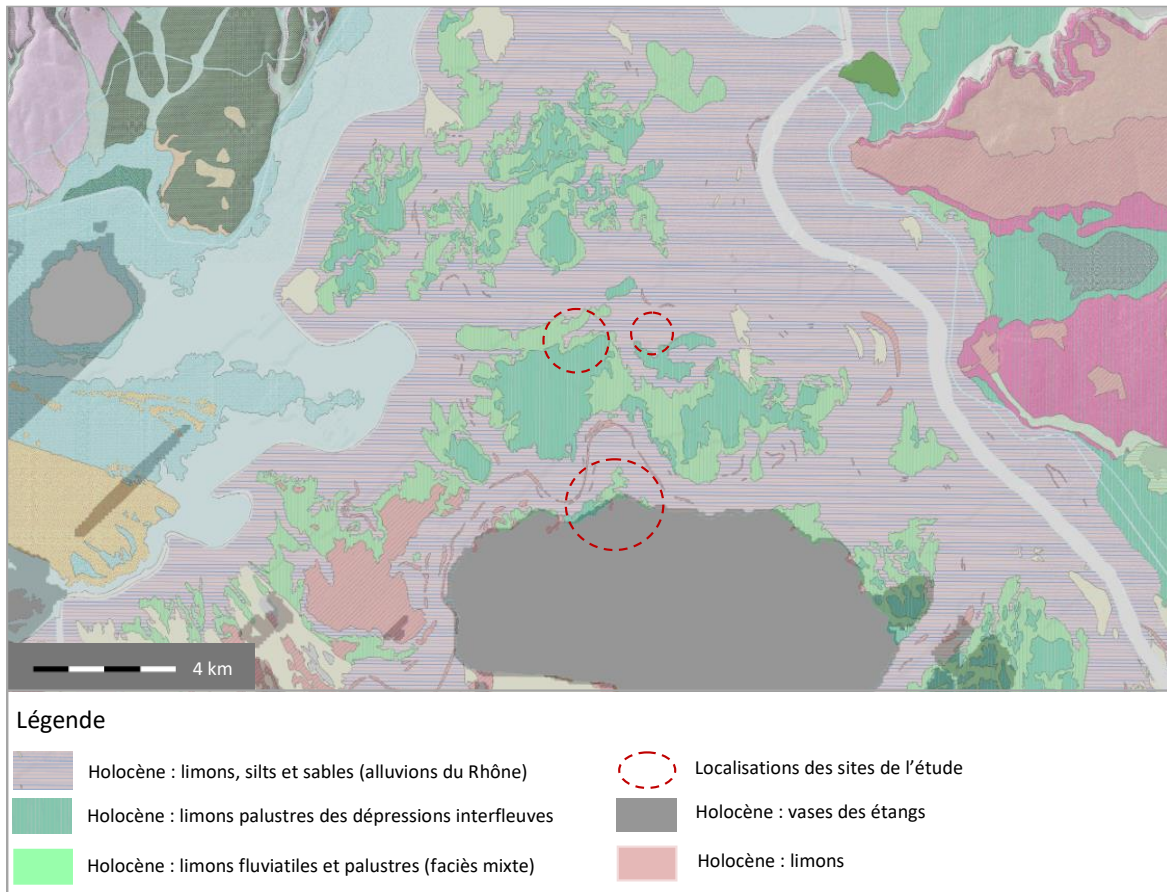 4 km
Légende
Holocène : limons, silts et sables (alluvions du Rhône)
Localisations des sites de l’étude
Holocène : limons palustres des dépressions interfleuves
Holocène : vases des étangs
Holocène : limons fluviatiles et palustres (faciès mixte)
Holocène : limons